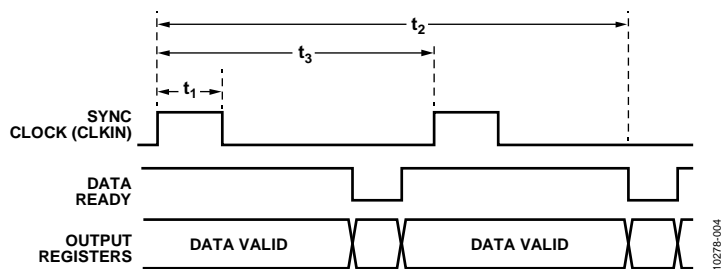 t2
t3
t1
SYNC
CLOCK (CLKIN)
DATA
READY
OUTPUT
REGISTERS
DATA VALID
DATA VALID
10278-004